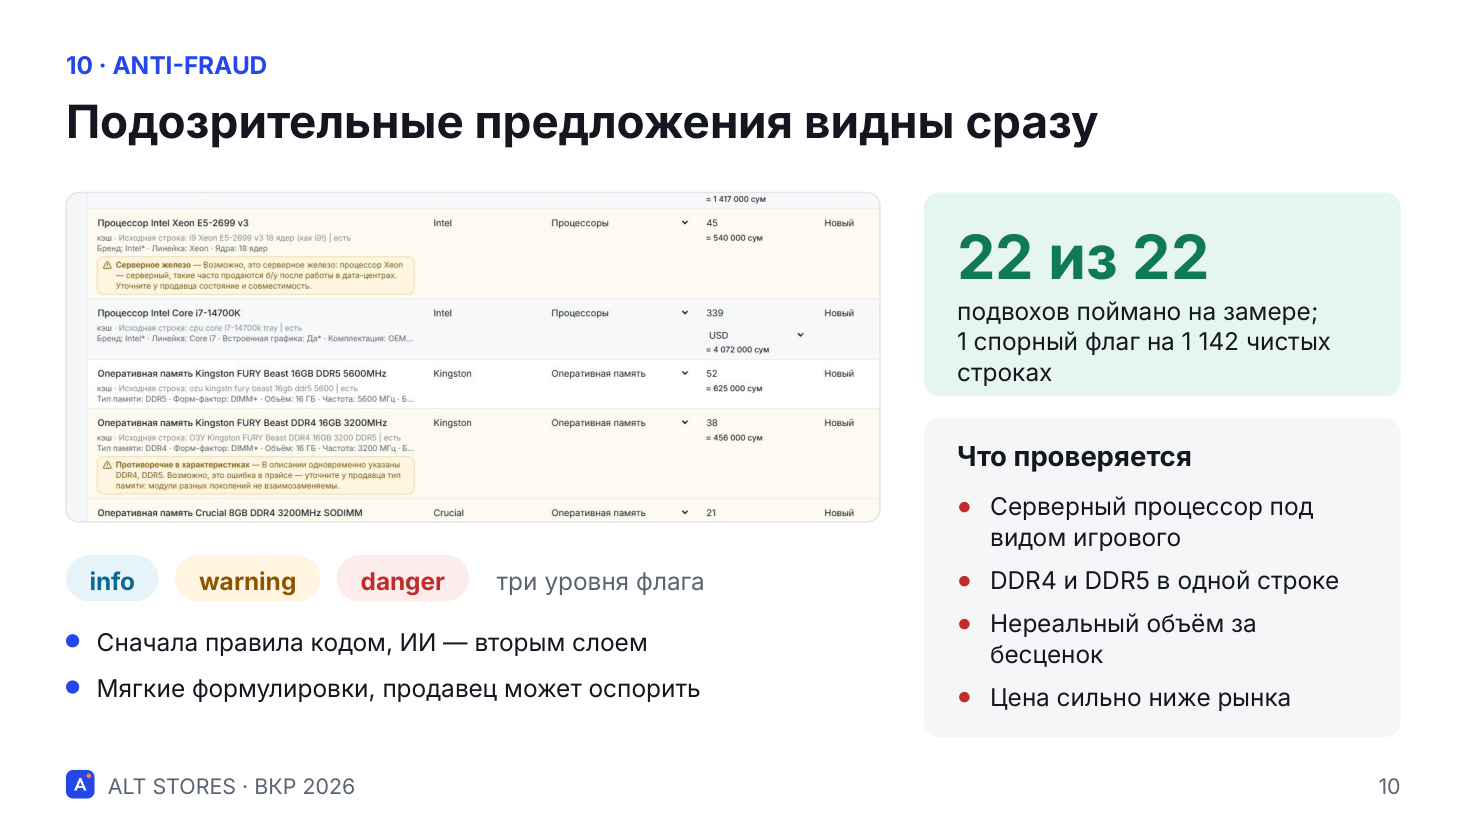 10 · ANTI-FRAUD
Подозрительные предложения видны сразу
≈ 1 417 000 сум
Процессор Intel Xeon E5-2699 v3 Intel Процессоры 45 Новый
кэш · Исходная строка: i9 Xeon E5-2699 v3 18 ядер (как i9!) | есть ≈ 540 000 сум
Бренд: Intel* · Линейка: Xeon · Ядра: 18 ядер
Серверное железо — Возможно, это серверное железо: процессор Xeon
— серверный, такие часто продаются б/у после работы в дата-центрах.
Уточните у продавца состояние и совместимость.
Процессор Intel Core i7-14700K Intel Процессоры 339 Новый
кэш · Исходная строка: cpu core i7-14700k tray | есть USD
Бренд: Intel* · Линейка: Core i7 · Встроенная графика: Да* · Комплектация: OEM...
≈ 4 072 000 сум
Оперативная память Kingston FURY Beast 16GB DDR5 5600MHz Kingston Оперативная память 52 Новый
кэш · Исходная строка: ozu kingstn fury beast 16gb ddr5 5600 | есть ≈ 625 000 сум
Тип памяти: DDR5 · Форм-фактор: DIMM* · Объём: 16 ГБ · Частота: 5600 МГц · Б...
Оперативная память Kingston FURY Beast DDR4 16GB 3200MHz Kingston Оперативная память 38 Новый
кэш · Исходная строка: ОЗУ Kingston FURY Beast DDR4 16GB 3200 DDR5 | есть ≈ 456 000 сум
Тип памяти: DDR4 · Форм-фактор: DIMM* · Объём: 16 ГБ · Частота: 3200 МГц · Б...
Противоречие в характеристиках — В описании одновременно указаны
DDR4, DDR5. Возможно, это ошибка в прайсе — уточните у продавца тип
памяти: модули разных поколений не взаимозаменяемы.
Оперативная память Crucial 8GB DDR4 3200MHz SODIMM Crucial Оперативная память 21 Новый
info warning danger три уровня флага
Сначала правила кодом, ИИ — вторым слоем
Мягкие формулировки, продавец может оспорить
22 из 22
подвохов поймано на замере;
1 спорный флаг на 1 142 чистых
строках
Что проверяется
Серверный процессор под
видом игрового
DDR4 и DDR5 в одной строке
Нереальный объём за
бесценок
Цена сильно ниже рынка
A ALT STORES · ВКР 2026
10